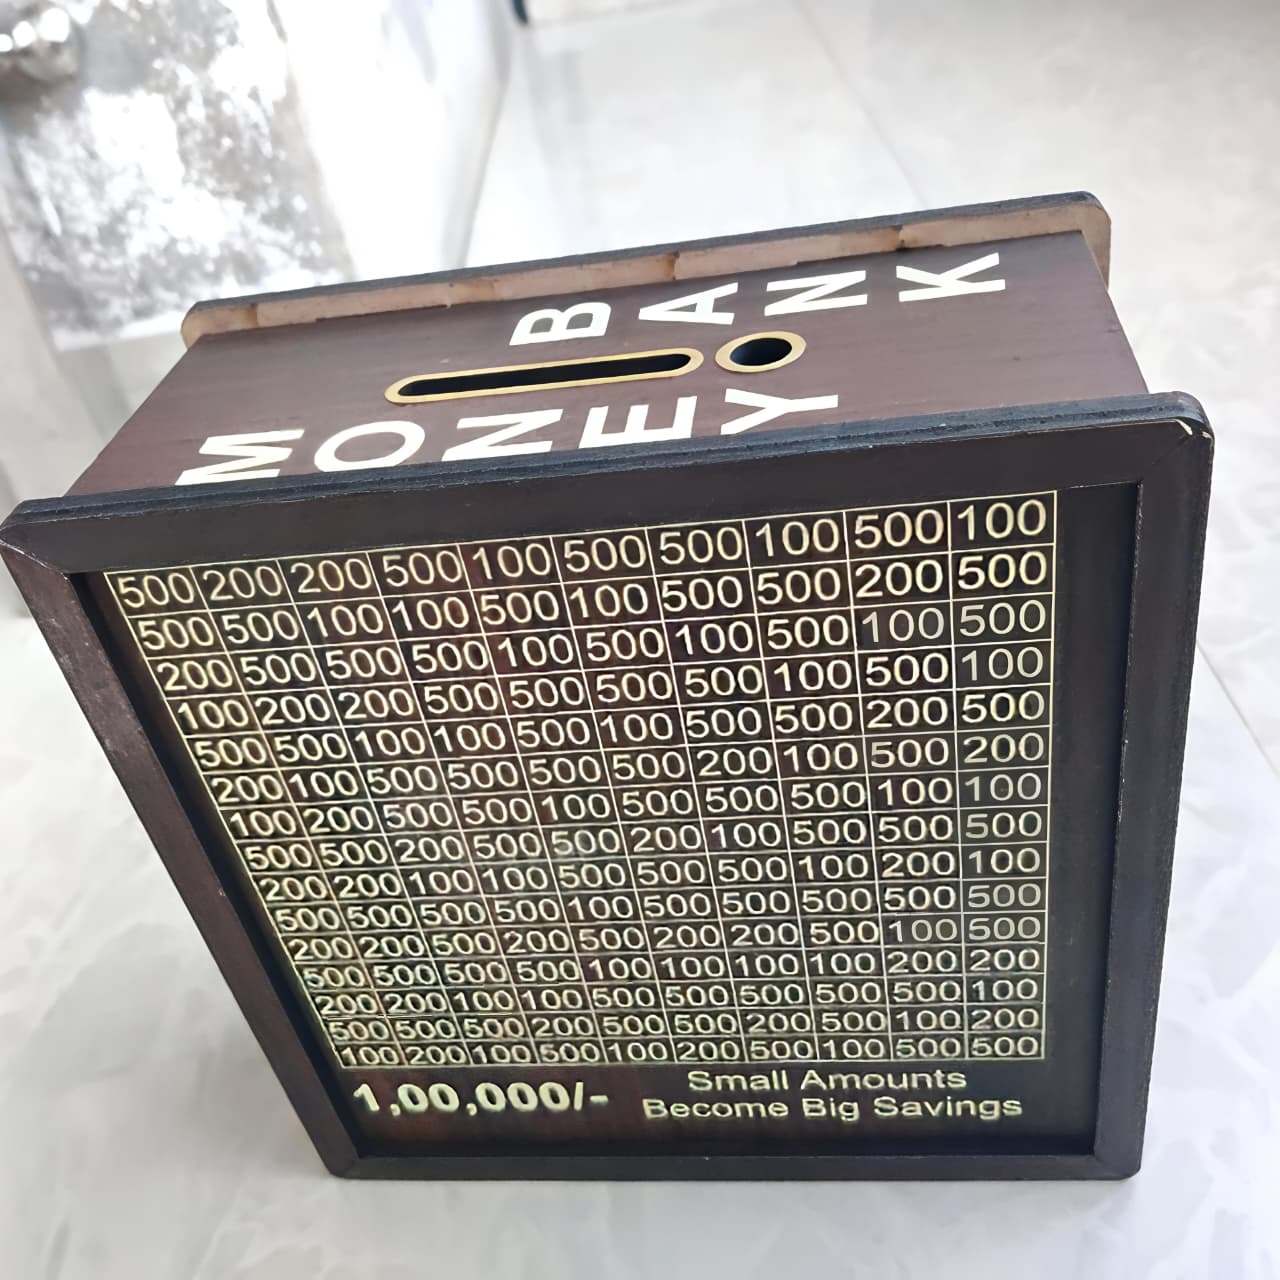 BANK
MONEY
500 200 200 500 100 500 500 100 500 100
500 500 100 100 500 100 500 500 200 500
200 500 500 500 100 500 100 500 100 500
100 200 200 500 500 500 500 100 500 100
500 500 100 100 500 100 500 500 200 500
200 100 500 500 500 500 200 100 500 200
100 200 500 500 100 500 500 500 100 100
500 500 200 500 500 200 100 500 500 500
200 200 100 100 500 500 500 100 200 100
500 500 500 500 100 500 500 500 500 500
200 200 500 200 500 200 200 500 100 500
500 500 500 500 100 100 100 100 200 200
200 200 100 100 500 500 500 500 500 100
500 500 500 200 500 500 200 500 100 200
100 200 100 500 100 200 500 100 500 500
1,00,000/-
Small Amounts
Become Big Savings